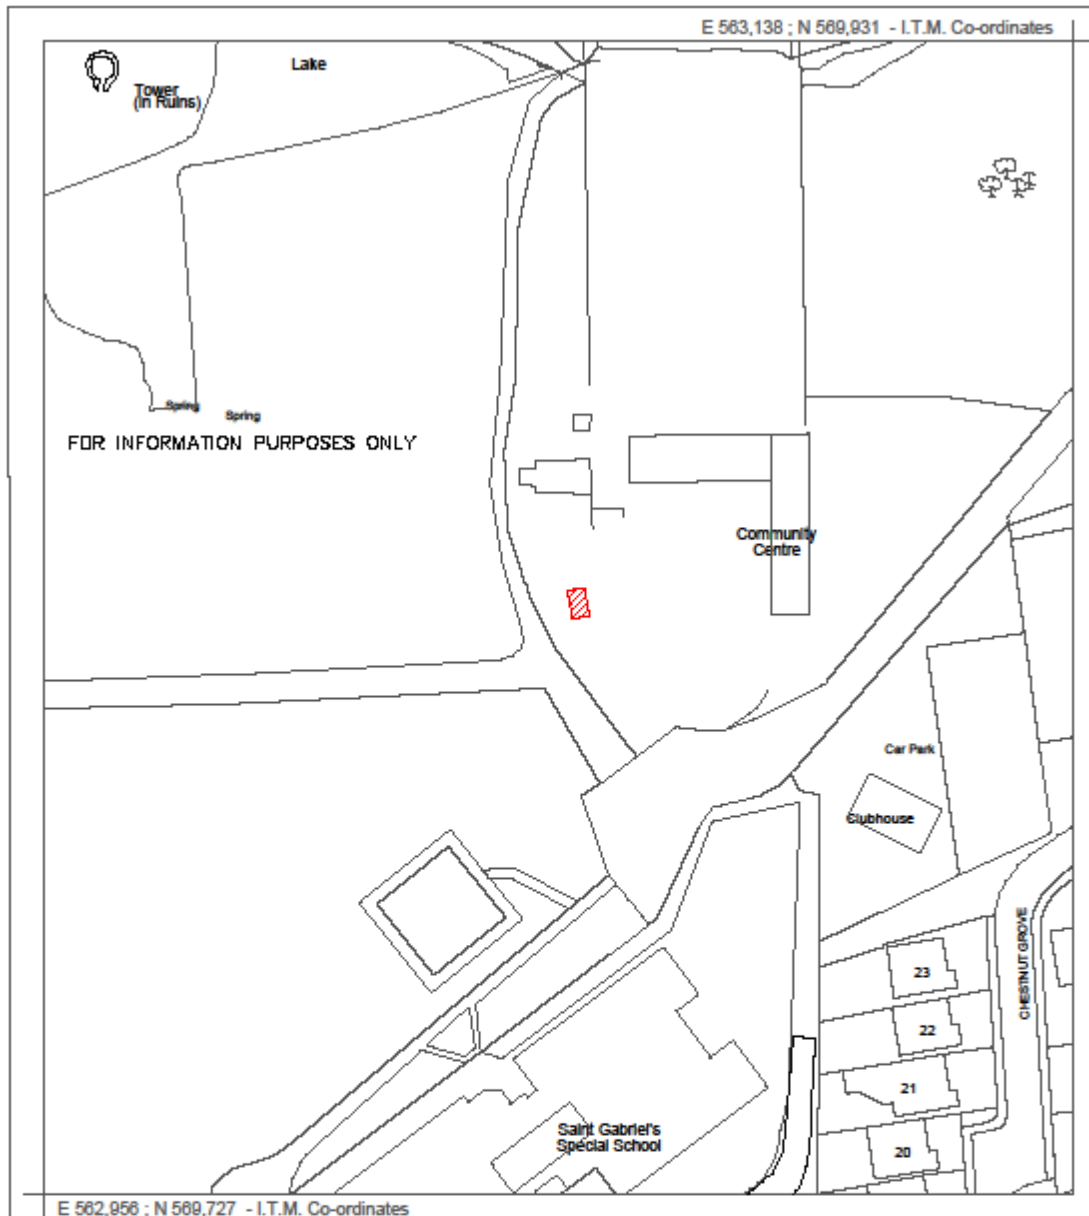 E 563,138 ; N 569,931 - I.T.M. Co-ordinates
Lake
Tower
(in Ruins)
Spring
Spring
FOR INFORMATION PURPOSES ONLY
Community
Centre
Car Park
Clubhouse
CHESTNUT GROVE
23
22
21
20
Saint Gabriel's
Special School
E 562,956 ; N 569,727 - I.T.M. Co-ordinates